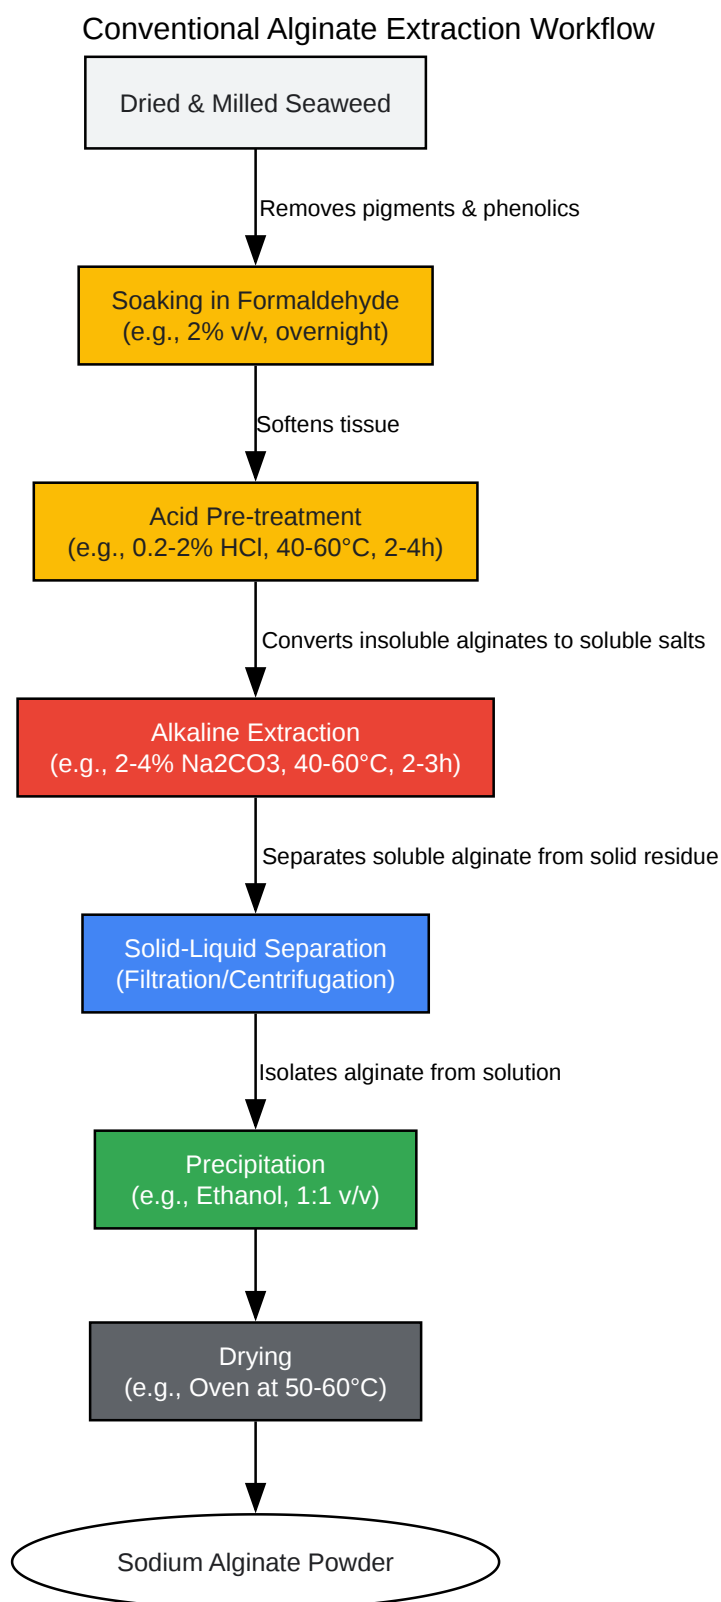 Conventional Alginate Extraction Workflow
Dried & Milled Seaweed
Removes pigments & phenolics
Soaking in Formaldehyde
(e.g., 2% v/v, overnight)
Softens tissue
Acid Pre-treatment
(e.g., 0.2-2% HCl, 40-60°C, 2-4h)
Converts insoluble alginates to soluble salts
Alkaline Extraction
(e.g., 2-4% Na2CO3, 40-60°C, 2-3h)
Separates soluble alginate from solid residue
Solid-Liquid Separation
(Filtration/Centrifugation)
Isolates alginate from solution
Precipitation
(e.g., Ethanol, 1:1 v/v)
Drying
(e.g., Oven at 50-60°C)
Sodium Alginate Powder